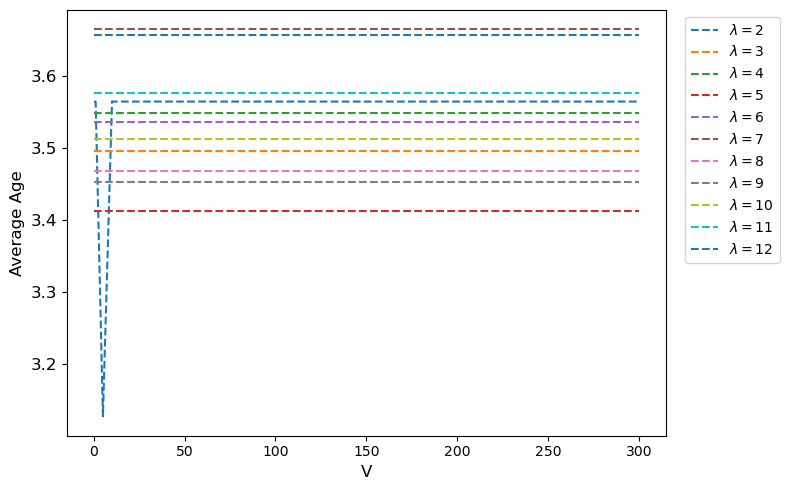 3.6
3.5
3.4
3.3
3.2
Average Age
0 50 100 150 200 250 300
V
λ = 2
λ = 3
λ = 4
λ = 5
λ = 6
λ = 7
λ = 8
λ = 9
λ = 10
λ = 11
λ = 12